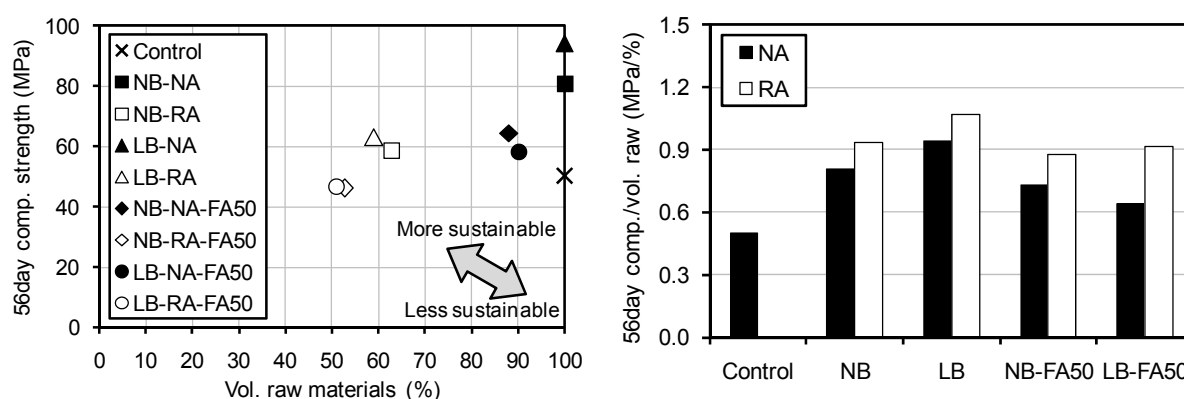 100
80
60
40
20
0
56day comp. strength (MPa)
Control
NB-NA
NB-RA
LB-NA
LB-RA
NB-NA-FA50
NB-RA-FA50
LB-NA-FA50
LB-RA-FA50
More sustainable
Less sustainable
0 10 20 30 40 50 60 70 80 90 100
Vol. raw materials (%)
1.5
1.2
0.9
0.6
0.3
0.0
56day comp./vol. raw (MPa/%)
NA
RA
Control NB LB NB-FA50 LB-FA50